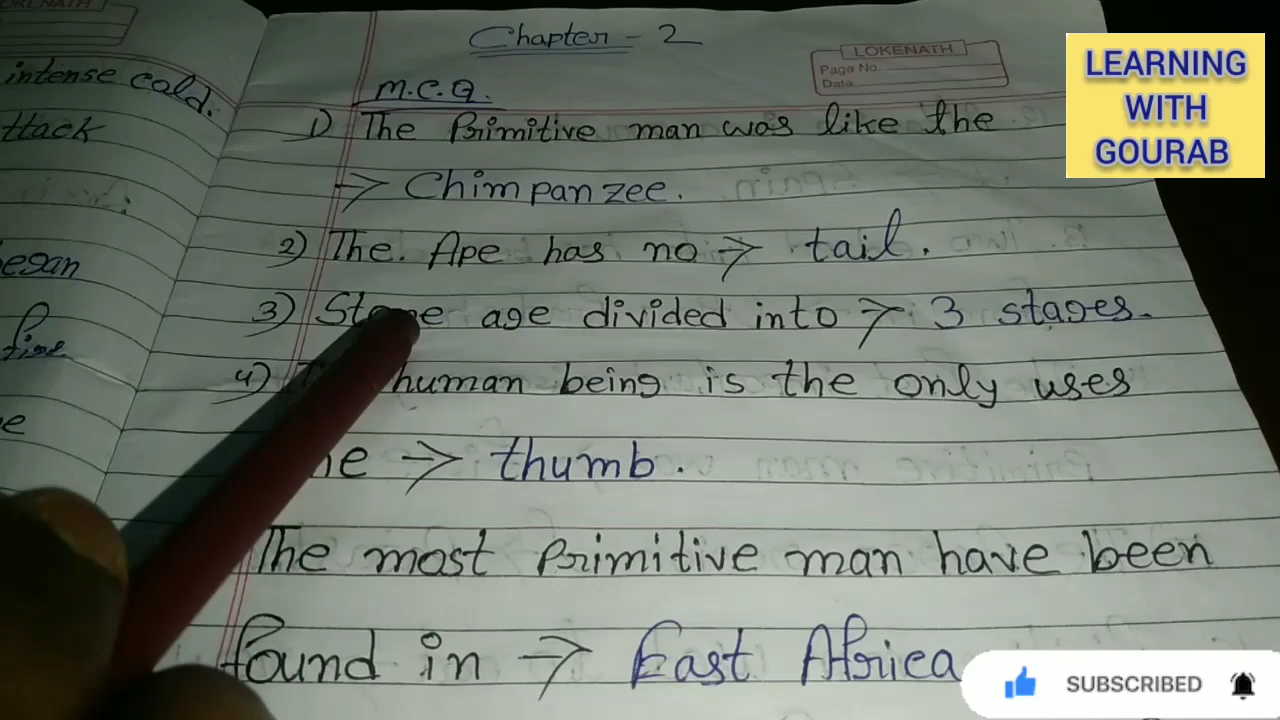 Chapter - 2
LOKENATH
Page No.
Date
LEARNING
WITH
GOURAB
intense cold.
ttack
egan
fire
e
M.C.Q.
1) The Primitive man was like the
→ Chimpanzee.
2) The. Ape has no → tail.
3) Stone age divided into → 3 stages.
4) human being is the only uses
→ thumb.
The most Primitive man have been
found in → East Africa
SUBSCRIBED